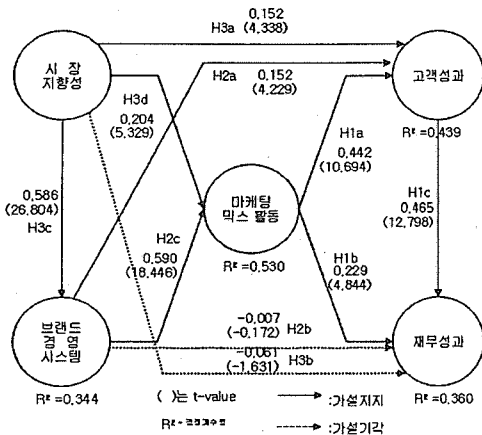 0.152
H3a (4.338)
시 장
지향성
고객성과
H2a 0.152
(4.229)
H3d
0.204
(5.329)
H1a
0.442
(10.694)
R² =0.439
0.586
(26.804)
H3c
마케팅
믹스 활동
H1c
0.465
(12.798)
H2c
0.590
(18.446)
R² =0.530
H1b
0.229
(4.844)
브랜드
경 영
시스템
-0.007
(-0.172) H2b
-0.061
(-1.631) H3b
재무성과
R² =0.344
( )는 t-value
:가설지지
R² =0.360
:가설기각